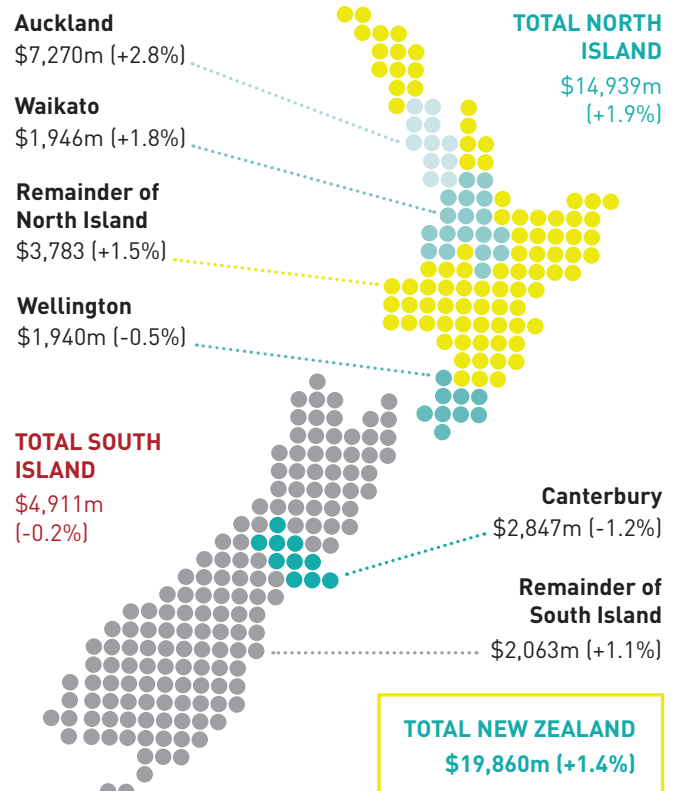 Auckland
$7,270m (+2.8%)
TOTAL NORTH
ISLAND
$14,939m
(+1.9%)
Waikato
$1,946m (+1.8%)
Remainder of
North Island
$3,783 (+1.5%)
Wellington
$1,940m (-0.5%)
TOTAL SOUTH
ISLAND
$4,911m
(-0.2%)
Canterbury
$2,847m (-1.2%)
Remainder of
South Island
$2,063m (+1.1%)
TOTAL NEW ZEALAND
$19,860m (+1.4%)